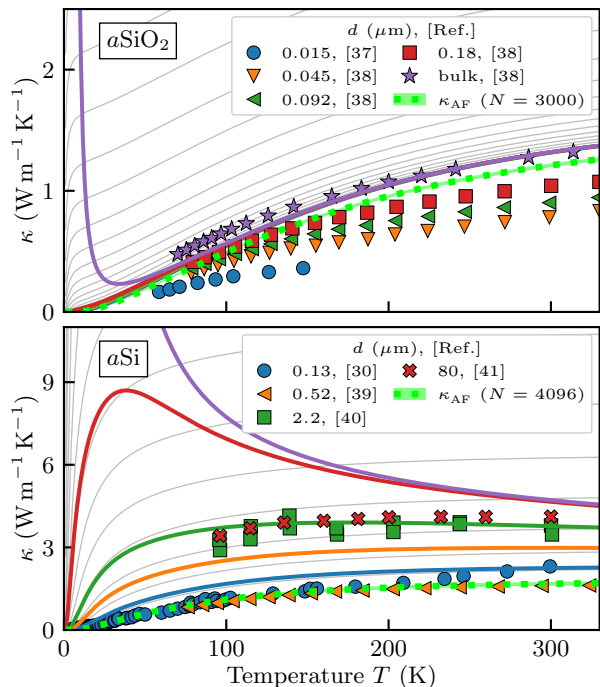 aSiO₂
d (μm), [Ref.]
0.015, [37]
0.045, [38]
0.092, [38]
0.18, [38]
bulk, [38]
κ_AF (N = 3000)
2
1
0
κ (W m⁻¹ K⁻¹)
aSi
d (μm), [Ref.]
0.13, [30]
0.52, [39]
2.2, [40]
80, [41]
κ_AF (N = 4096)
9
6
3
0
κ (W m⁻¹ K⁻¹)
0 100 200 300
Temperature T (K)